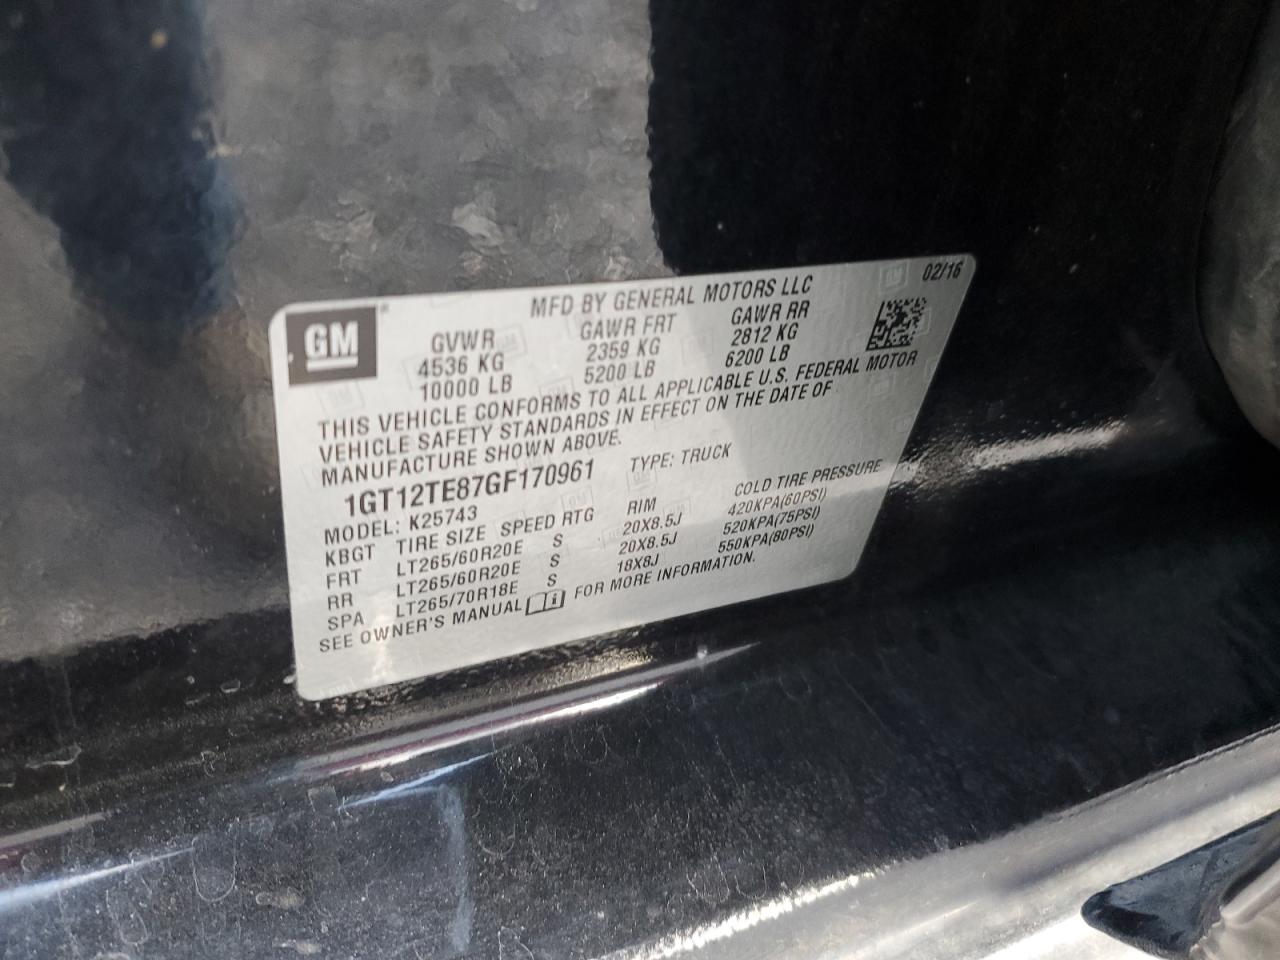 MFD BY GENERAL MOTORS LLC 02/16
GM®
GVWR GAWR FRT GAWR RR
4536 KG 2359 KG 2812 KG
10000 LB 5200 LB 6200 LB
THIS VEHICLE CONFORMS TO ALL APPLICABLE U.S. FEDERAL MOTOR
VEHICLE SAFETY STANDARDS IN EFFECT ON THE DATE OF
MANUFACTURE SHOWN ABOVE.
1GT12TE87GF170961 TYPE: TRUCK
MODEL: K25743
KBGT TIRE SIZE SPEED RTG RIM COLD TIRE PRESSURE
FRT LT265/60R20E S 20X8.5J 420KPA(60PSI)
RR LT265/60R20E S 20X8.5J 520KPA(75PSI)
SPA LT265/70R18E S 18X8J 550KPA(80PSI)
SEE OWNER'S MANUAL i FOR MORE INFORMATION.